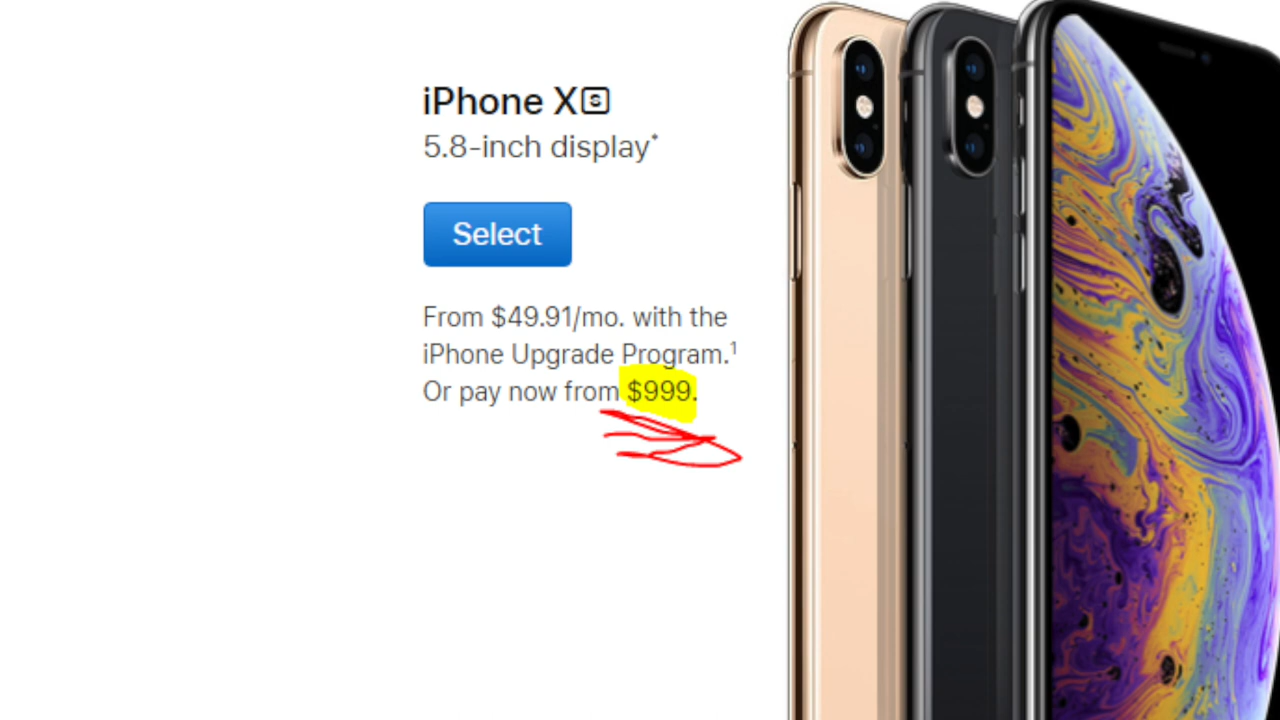 iPhone X🅂
5.8-inch display*
Select
From $49.91/mo. with the
iPhone Upgrade Program.¹
Or pay now from $999.